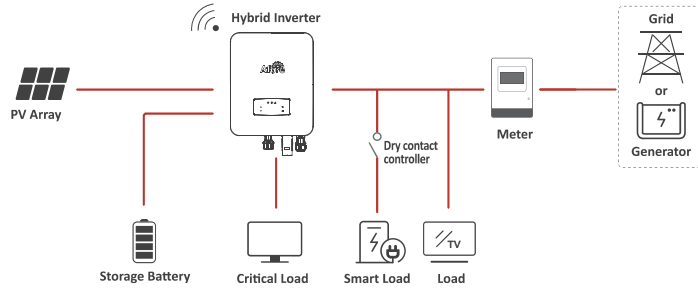 Hybrid Inverter
Grid
or
Generator
PV Array
Meter
Dry contact
controller
TV
Storage Battery
Critical Load
Smart Load
Load